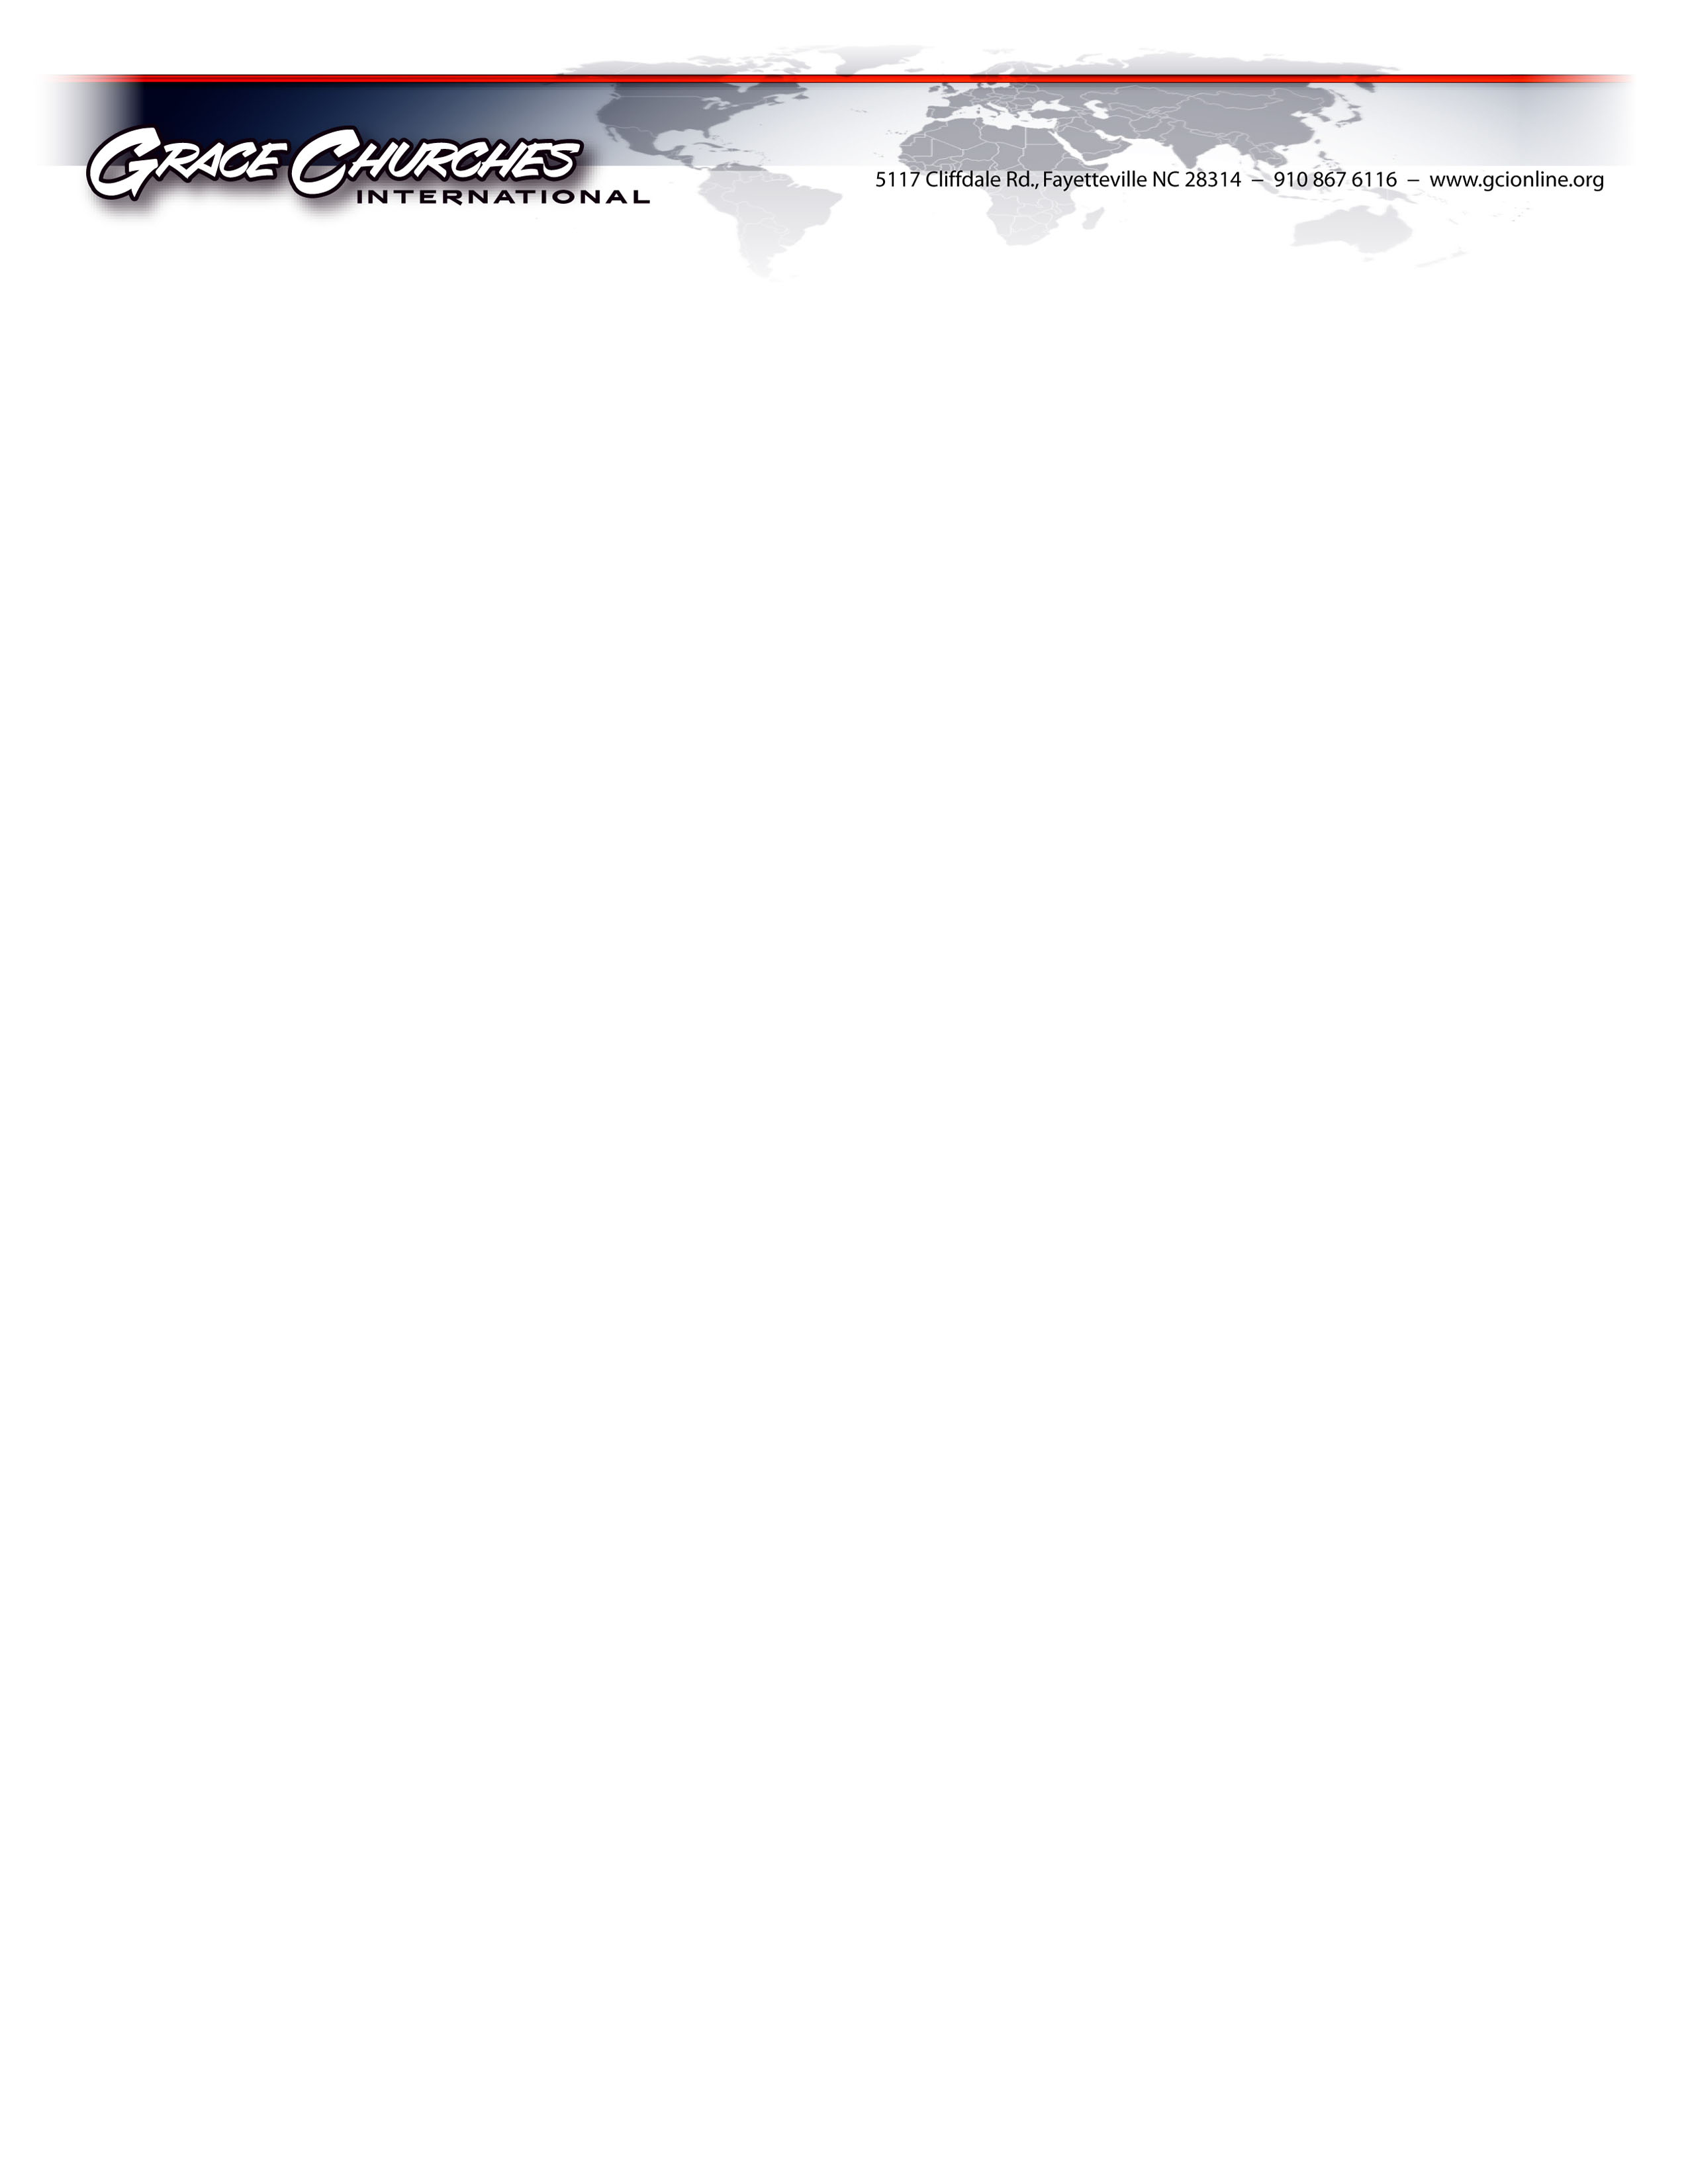 GRACE CHURCHES
INTERNATIONAL
5117 Cliffdale Rd., Fayetteville NC 28314 – 910 867 6116 – www.gcionline.org